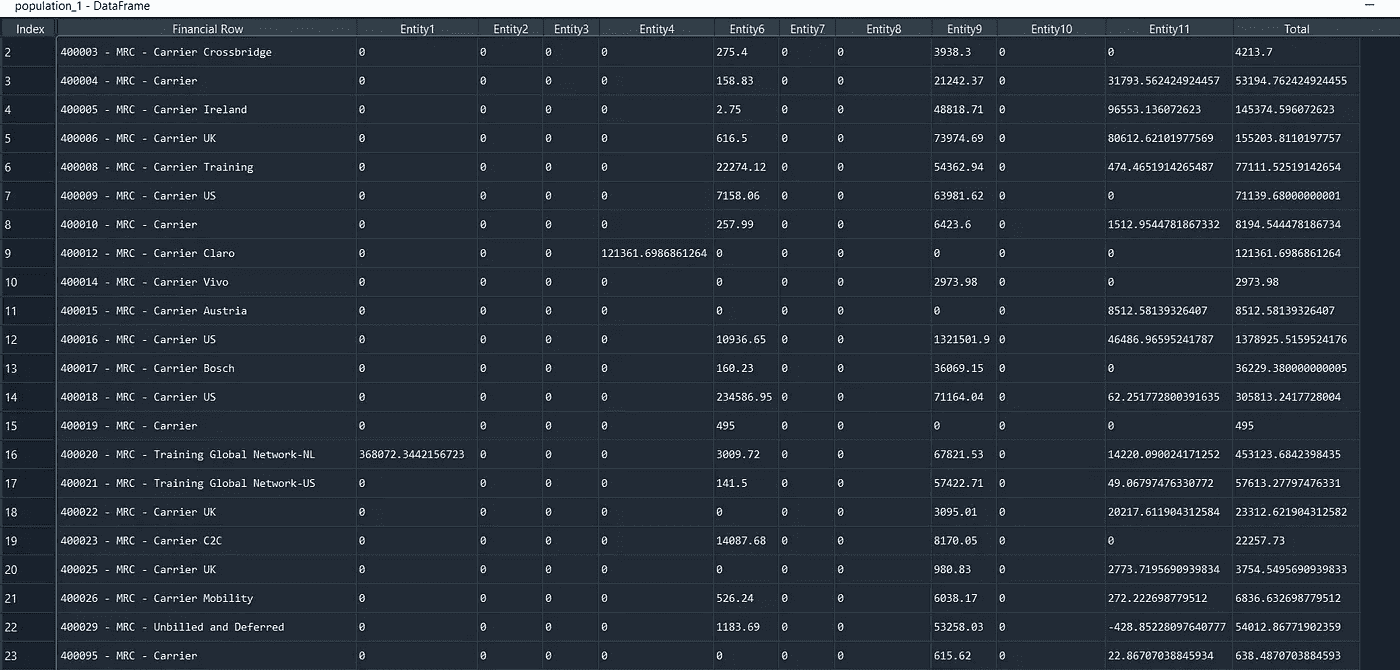 population_1 - DataFrame
Index Financial Row Entity1 Entity2 Entity3 Entity4 Entity6 Entity7 Entity8 Entity9 Entity10 Entity11 Total
2 400003 - MRC - Carrier Crossbridge 0 0 0 0 275.4 0 0 3938.3 0 0 4213.7
3 400004 - MRC - Carrier 0 0 0 0 158.83 0 0 21242.37 0 31793.562424924457 53194.762424924455
4 400005 - MRC - Carrier Ireland 0 0 0 0 2.75 0 0 48818.71 0 96553.136072623 145374.596072623
5 400006 - MRC - Carrier UK 0 0 0 0 616.5 0 0 73974.69 0 80612.62101977569 155203.8110197757
6 400008 - MRC - Carrier Training 0 0 0 0 22274.12 0 0 54362.94 0 474.4651914265487 77111.52519142654
7 400009 - MRC - Carrier US 0 0 0 0 7158.06 0 0 63981.62 0 0 71139.68000000001
8 400010 - MRC - Carrier 0 0 0 0 257.99 0 0 6423.6 0 1512.9544781867332 8194.544478186734
9 400012 - MRC - Carrier Claro 0 0 0 121361.6986861264 0 0 0 0 0 0 121361.6986861264
10 400014 - MRC - Carrier Vivo 0 0 0 0 0 0 0 2973.98 0 0 2973.98
11 400015 - MRC - Carrier Austria 0 0 0 0 0 0 0 0 0 8512.58139326407 8512.58139326407
12 400016 - MRC - Carrier US 0 0 0 0 10936.65 0 0 1321501.9 0 46486.96595241787 1378925.5159524176
13 400017 - MRC - Carrier Bosch 0 0 0 0 160.23 0 0 36069.15 0 0 36229.380000000005
14 400018 - MRC - Carrier US 0 0 0 0 234586.95 0 0 71164.04 0 62.251772800391635 305813.2417728004
15 400019 - MRC - Carrier 0 0 0 0 495 0 0 0 0 0 495
16 400020 - MRC - Training Global Network-NL 368072.3442156723 0 0 0 3009.72 0 0 67821.53 0 14220.090024171252 453123.6842398435
17 400021 - MRC - Training Global Network-US 0 0 0 0 141.5 0 0 57422.71 0 49.06797476330772 57613.27797476331
18 400022 - MRC - Carrier UK 0 0 0 0 0 0 0 3095.01 0 20217.611904312584 23312.621904312582
19 400023 - MRC - Carrier C2C 0 0 0 0 14087.68 0 0 8170.05 0 0 22257.73
20 400025 - MRC - Carrier UK 0 0 0 0 0 0 0 980.83 0 2773.7195690939834 3754.5495690939833
21 400026 - MRC - Carrier Mobility 0 0 0 0 526.24 0 0 6038.17 0 272.222698779512 6836.632698779512
22 400029 - MRC - Unbilled and Deferred 0 0 0 0 1183.69 0 0 53258.03 0 -428.85228097640777 54012.86771902359
23 400095 - MRC - Carrier 0 0 0 0 0 0 0 615.62 0 22.86707038845934 638.4870703884593